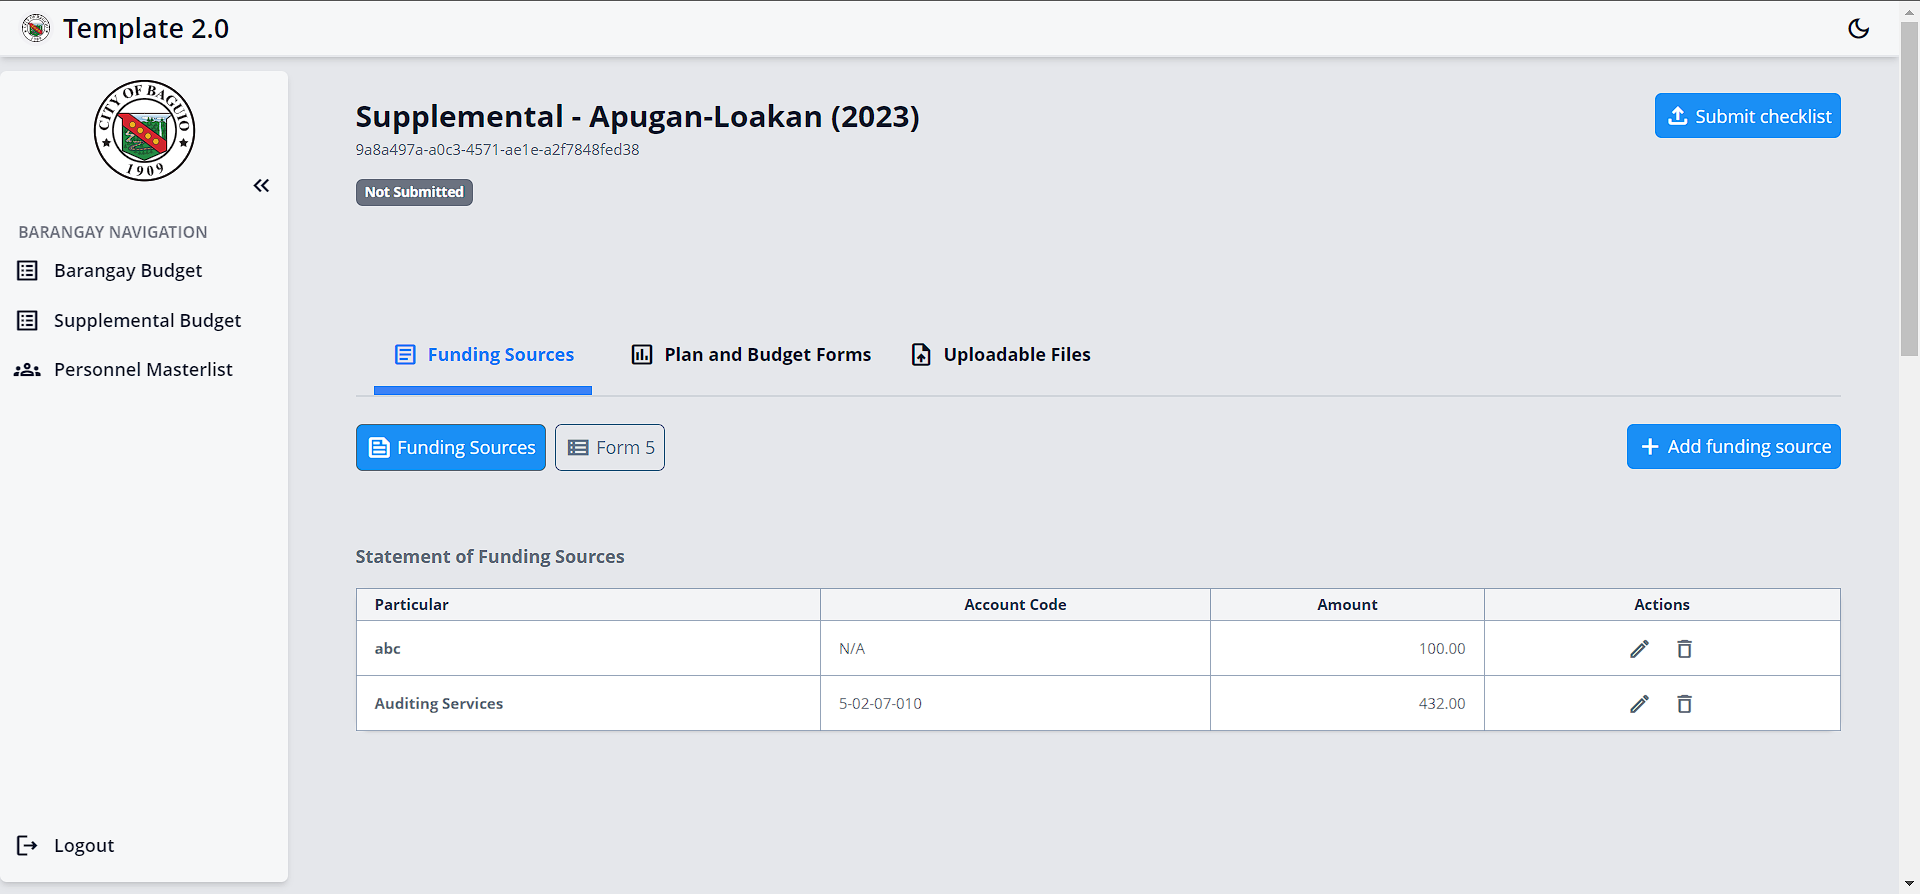 Template 2.0
CITY OF BAGUIO
1909
BARANGAY NAVIGATION
Barangay Budget
Supplemental Budget
Personnel Masterlist
Logout
Supplemental - Apugan-Loakan (2023)
Submit checklist
9a8a497a-a0c3-4571-ae1e-a2f7848fed38
Not Submitted
Funding Sources Plan and Budget Forms Uploadable Files
Funding Sources Form 5 Add funding source
Statement of Funding Sources
Particular Account Code Amount Actions
abc N/A 100.00
Auditing Services 5-02-07-010 432.00